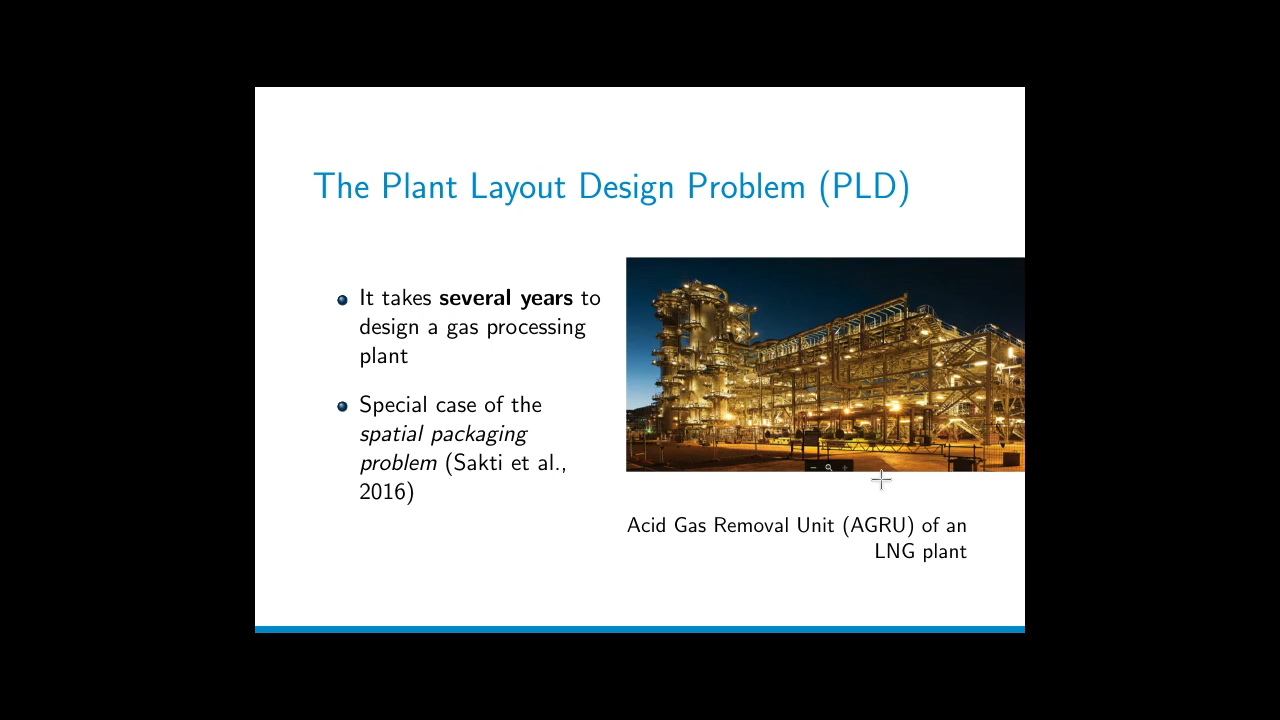 The Plant Layout Design Problem (PLD)
It takes several years to
design a gas processing
plant
Special case of the
spatial packaging
problem (Sakti et al.,
2016)
Acid Gas Removal Unit (AGRU) of an
LNG plant